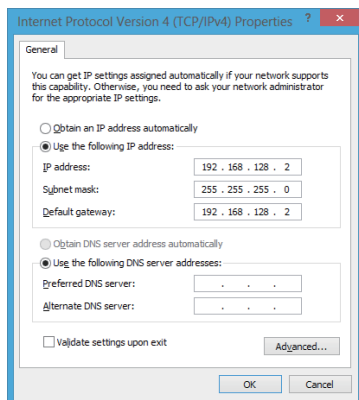 Internet Protocol Version 4 (TCP/IPv4) Properties ? ×
General
You can get IP settings assigned automatically if your network supports
this capability. Otherwise, you need to ask your network administrator
for the appropriate IP settings.
Obtain an IP address automatically
Use the following IP address:
IP address: 192 . 168 . 128 . 2
Subnet mask: 255 . 255 . 255 . 0
Default gateway: 192 . 168 . 128 . 2
Obtain DNS server address automatically
Use the following DNS server addresses:
Preferred DNS server: . . .
Alternate DNS server: . . .
Validate settings upon exit
Advanced...
OK Cancel